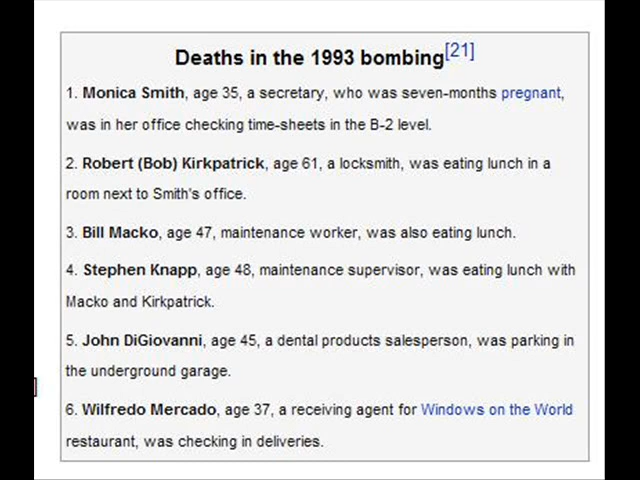 Deaths in the 1993 bombing[21]
1. Monica Smith, age 35, a secretary, who was seven-months pregnant,
was in her office checking time-sheets in the B-2 level.
2. Robert (Bob) Kirkpatrick, age 61, a locksmith, was eating lunch in a
room next to Smith's office.
3. Bill Macko, age 47, maintenance worker, was also eating lunch.
4. Stephen Knapp, age 48, maintenance supervisor, was eating lunch with
Macko and Kirkpatrick.
5. John DiGiovanni, age 45, a dental products salesperson, was parking in
the underground garage.
6. Wilfredo Mercado, age 37, a receiving agent for Windows on the World
restaurant, was checking in deliveries.